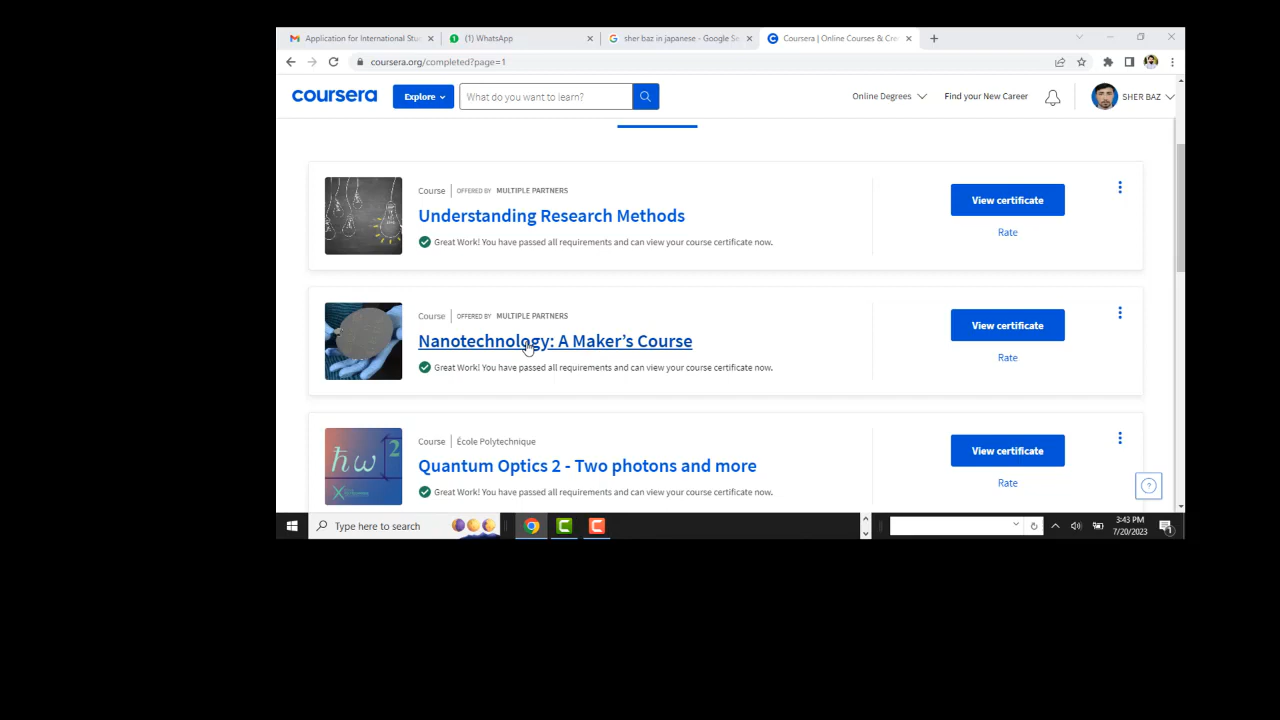 Application for International Stu
(1) WhatsApp
sher baz in japanese - Google Se
Coursera | Online Courses & Cre
coursera.org/completed?page=1
coursera
Explore
What do you want to learn?
Online Degrees
Find your New Career
SHER BAZ
Course | OFFERED BY MULTIPLE PARTNERS
Understanding Research Methods
Great Work! You have passed all requirements and can view your course certificate now.
View certificate
Rate
Course | OFFERED BY MULTIPLE PARTNERS
Nanotechnology: A Maker’s Course
Great Work! You have passed all requirements and can view your course certificate now.
View certificate
Rate
ħω 2
Course | École Polytechnique
Quantum Optics 2 - Two photons and more
Great Work! You have passed all requirements and can view your course certificate now.
View certificate
Rate
Type here to search
3:43 PM
7/20/2023
1